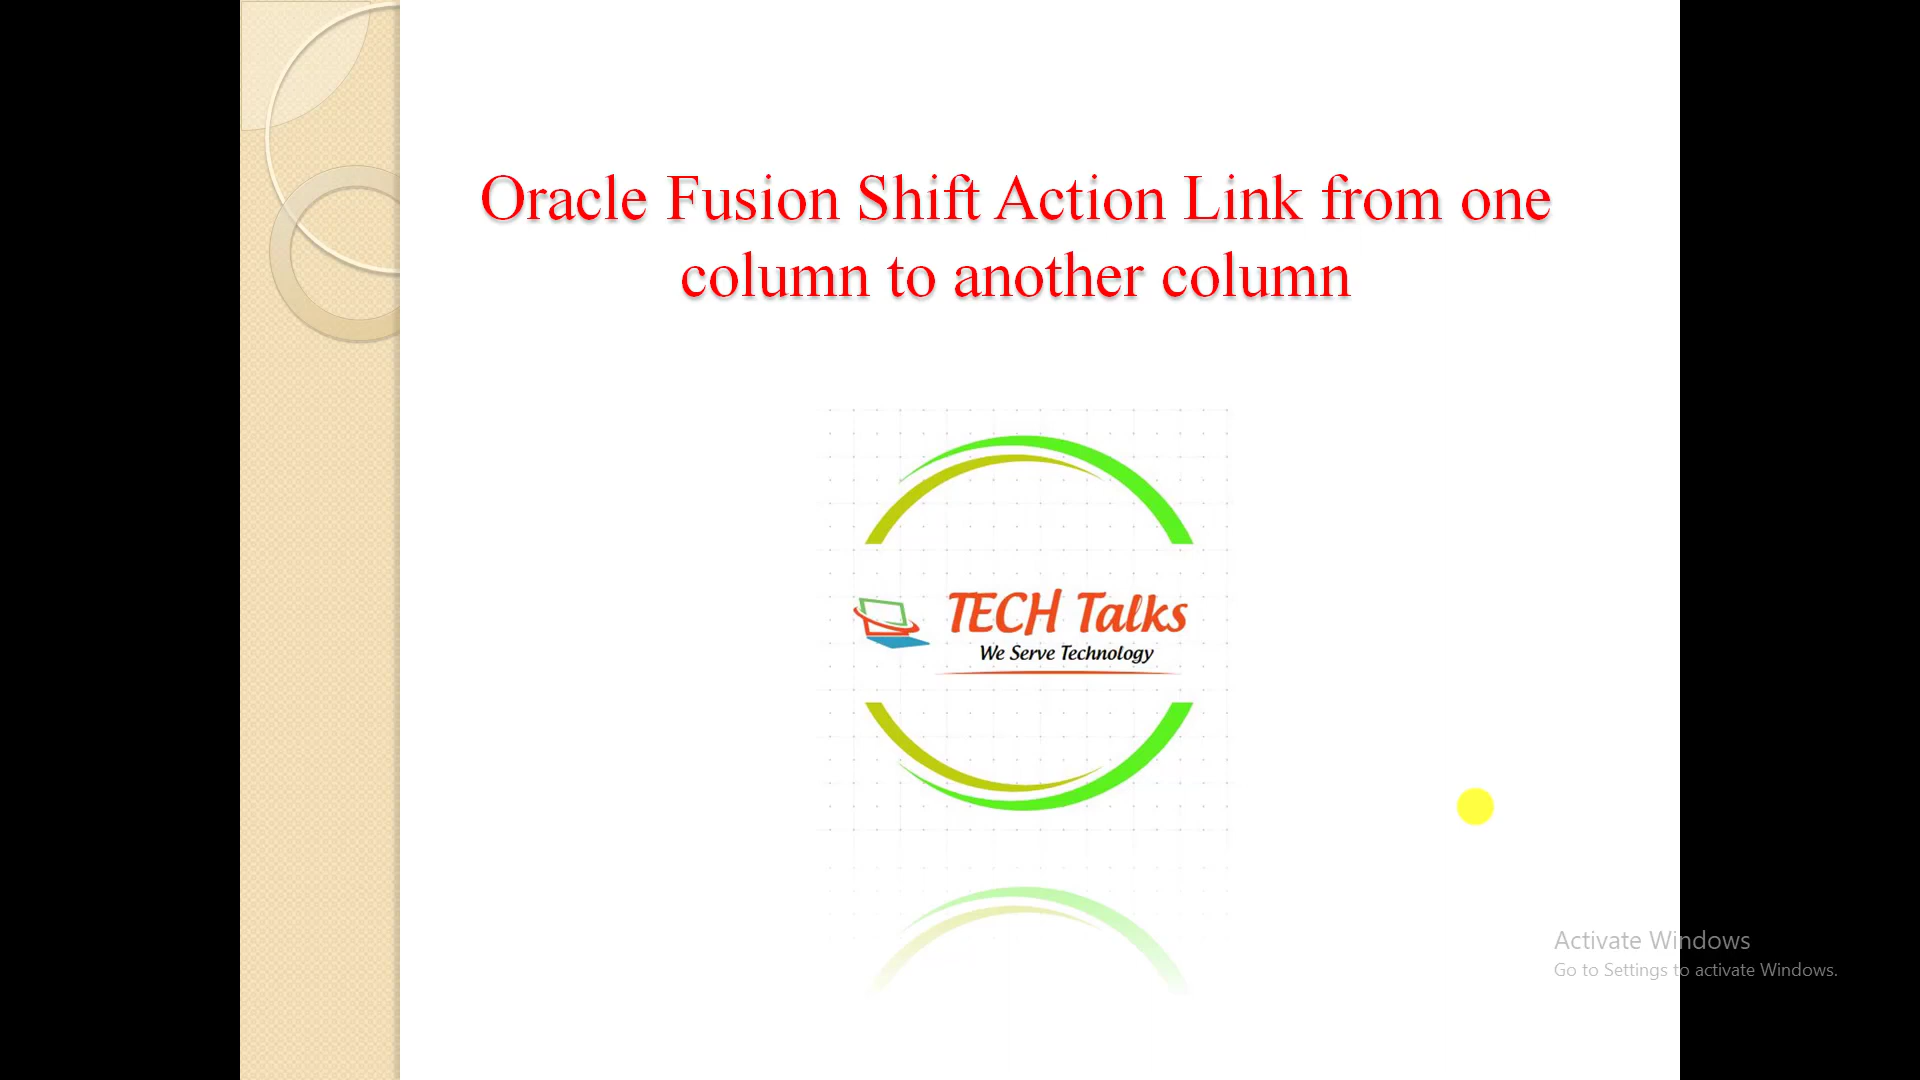 Oracle Fusion Shift Action Link from one
column to another column
TECH Talks
We Serve Technology
Activate Windows
Go to Settings to activate Windows.